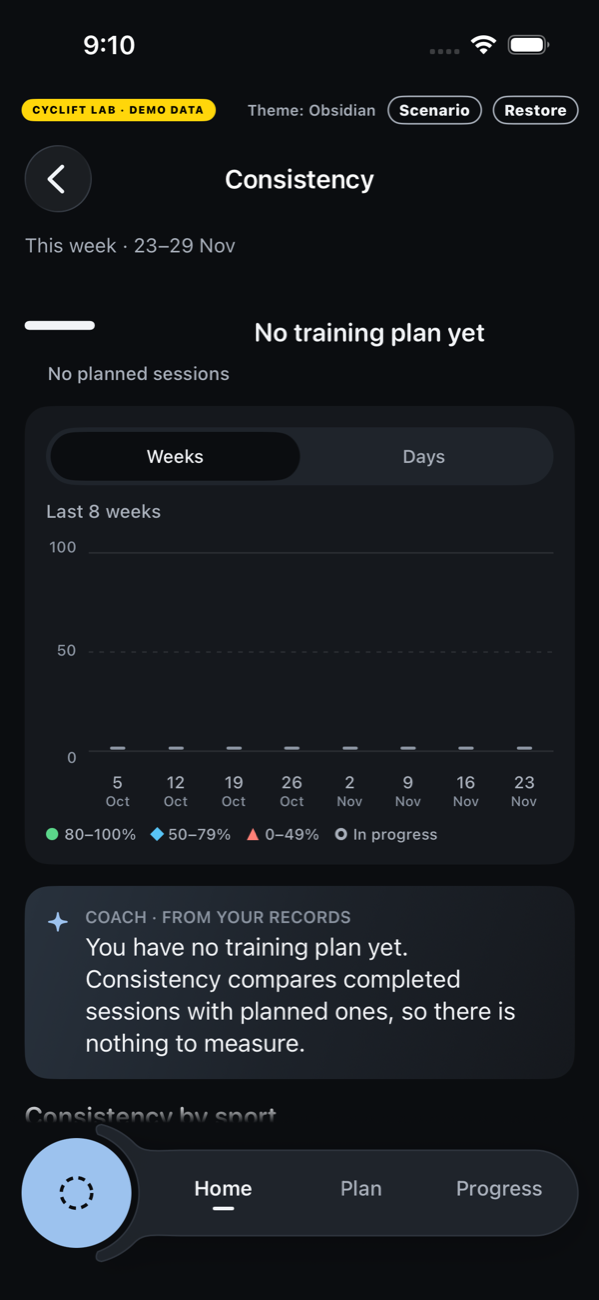 9:10
CYCLIFT LAB · DEMO DATA
Theme: Obsidian
Scenario
Restore
Consistency
This week · 23–29 Nov
No training plan yet
No planned sessions
Weeks
Days
Last 8 weeks
100
50
0
5 12 19 26 2 9 16 23
Oct Oct Oct Oct Nov Nov Nov Nov
80–100% 50–79% 0–49% In progress
COACH · FROM YOUR RECORDS
You have no training plan yet.
Consistency compares completed
sessions with planned ones, so there is
nothing to measure.
Consistency by sport
Home
Plan
Progress